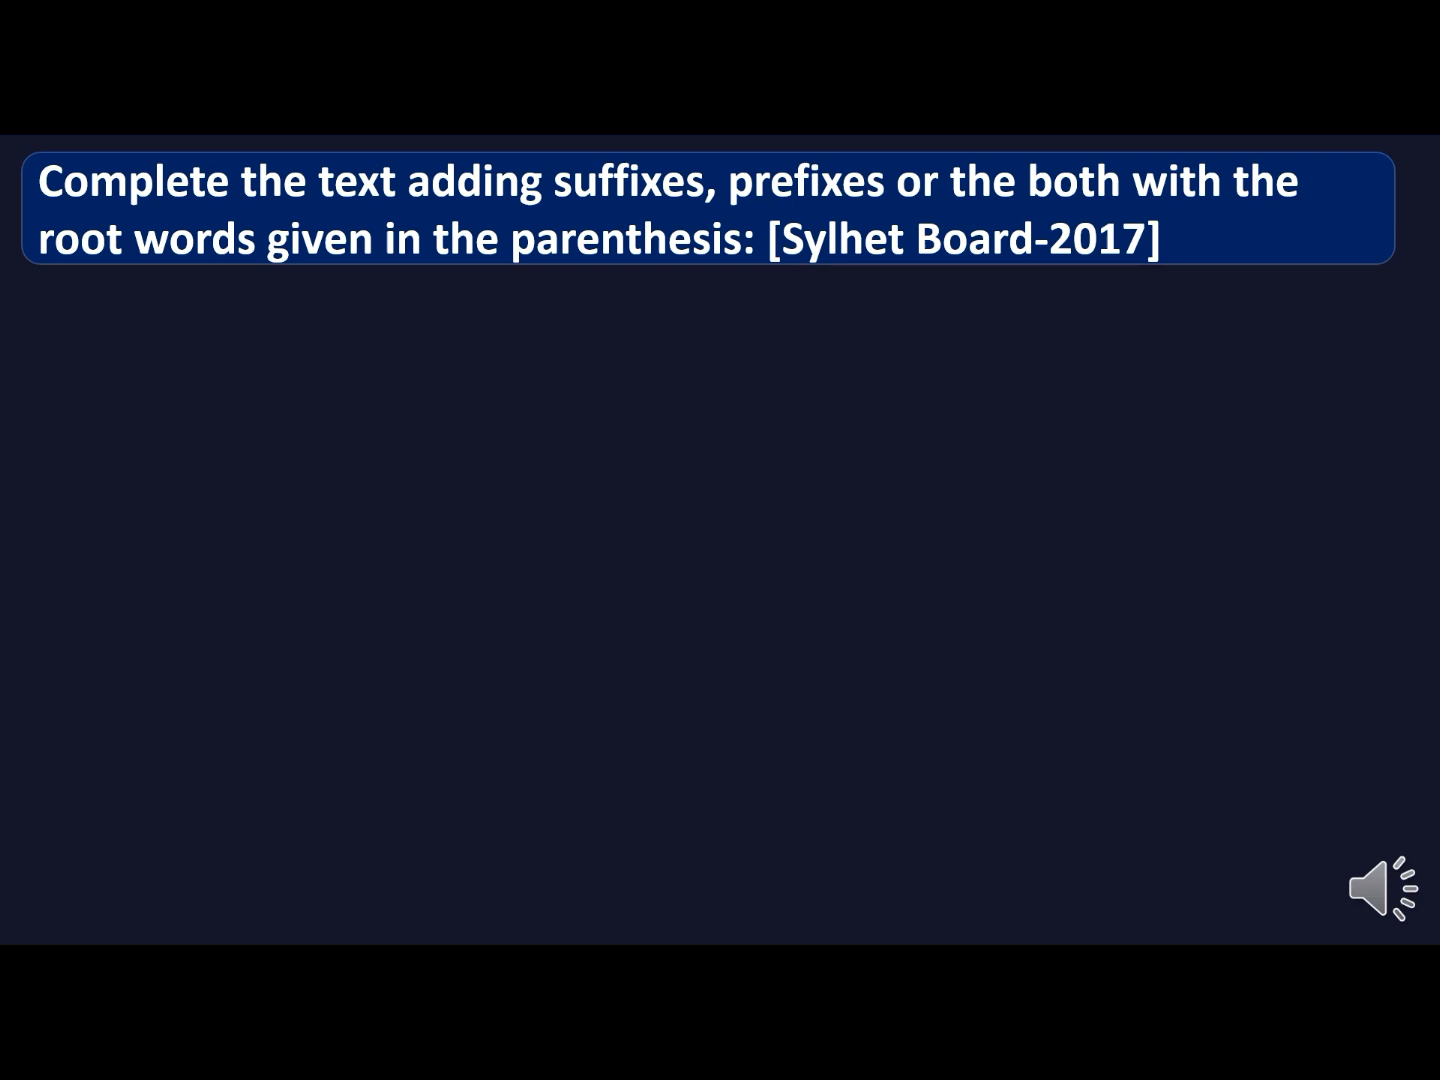 Complete the text adding suffixes, prefixes or the both with the
root words given in the parenthesis: [Sylhet Board-2017]